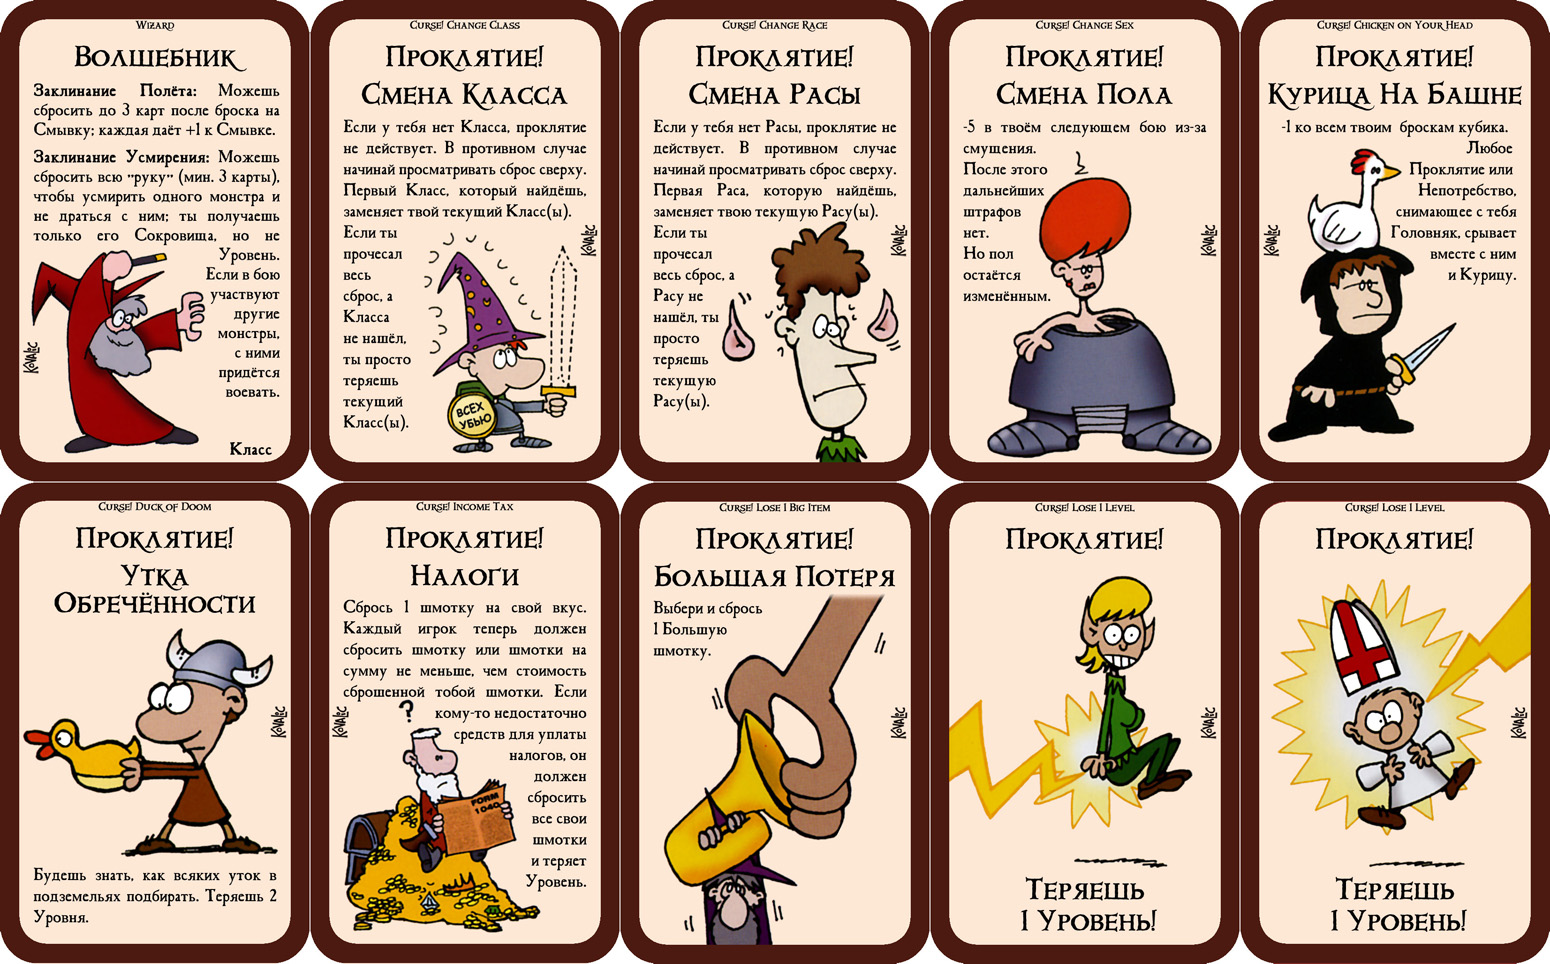 Wizard
Волшебник
Заклинание Полёта: Можешь
сбросить до 3 карт после броска на
Смывку; каждая даёт +1 к Смывке.
Заклинание Усмирения: Можешь
сбросить всю "руку" (мин. 3 карты),
чтобы усмирить одного монстра и
не драться с ним; ты получаешь
только его Сокровища, но не
Уровень.
Если в бою
участвуют
другие
монстры,
с ними
придётся
воевать.
Kovalic
Класс
Curse! Change Class
Проклятие!
Смена Класса
Если у тебя нет Класса, проклятие
не действует. В противном случае
начинай просматривать сброс сверху.
Первый Класс, который найдёшь,
заменяет твой текущий Класс(ы).
Если ты
прочесал
весь
сброс, а
Класса
не нашёл,
ты просто
теряешь
текущий
Класс(ы).
Kovalic
ВСЕХ
УБЬЮ
Curse! Change Race
Проклятие!
Смена Расы
Если у тебя нет Расы, проклятие не
действует. В противном случае
начинай просматривать сброс сверху.
Первая Раса, которую найдёшь,
заменяет твою текущую Расу(ы).
Если ты
прочесал
весь сброс, а
Расу не
нашёл, ты
просто
теряешь
текущую
Расу(ы).
Kovalic
Curse! Change Sex
Проклятие!
Смена Пола
-5 в твоём следующем бою из-за
смущения.
После этого
дальнейших
штрафов
нет.
Но пол
остаётся
изменённым.
Kovalic
Curse! Chicken on Your Head
Проклятие!
Курица На Башне
-1 ко всем твоим броскам кубика.
Любое
Проклятие или
Непотребство,
снимающее с тебя
Головняк, срывает
вместе с ним
и Курицу.
Kovalic
Curse! Duck of Doom
Проклятие!
Утка
Обречённости
Kovalic
Будешь знать, как всяких уток в
подземельях подбирать. Теряешь 2
Уровня.
Curse! Income Tax
Проклятие!
Налоги
Сбрось 1 шмотку на свой вкус.
Каждый игрок теперь должен
сбросить шмотку или шмотки на
сумму не меньше, чем стоимость
сброшенной тобой шмотки. Если
кому-то недостаточно
средств для уплаты
налогов, он
должен
сбросить
все свои
шмотки
и теряет
Уровень.
Kovalic
?
FORM
1040
Curse! Lose 1 Big Item
Проклятие!
Большая Потеря
Выбери и сбрось
1 Большую
шмотку.
Kovalic
Curse! Lose 1 Level
Проклятие!
Kovalic
Теряешь
1 Уровень!
Curse! Lose 1 Level
Проклятие!
Kovalic
Теряешь
1 Уровень!